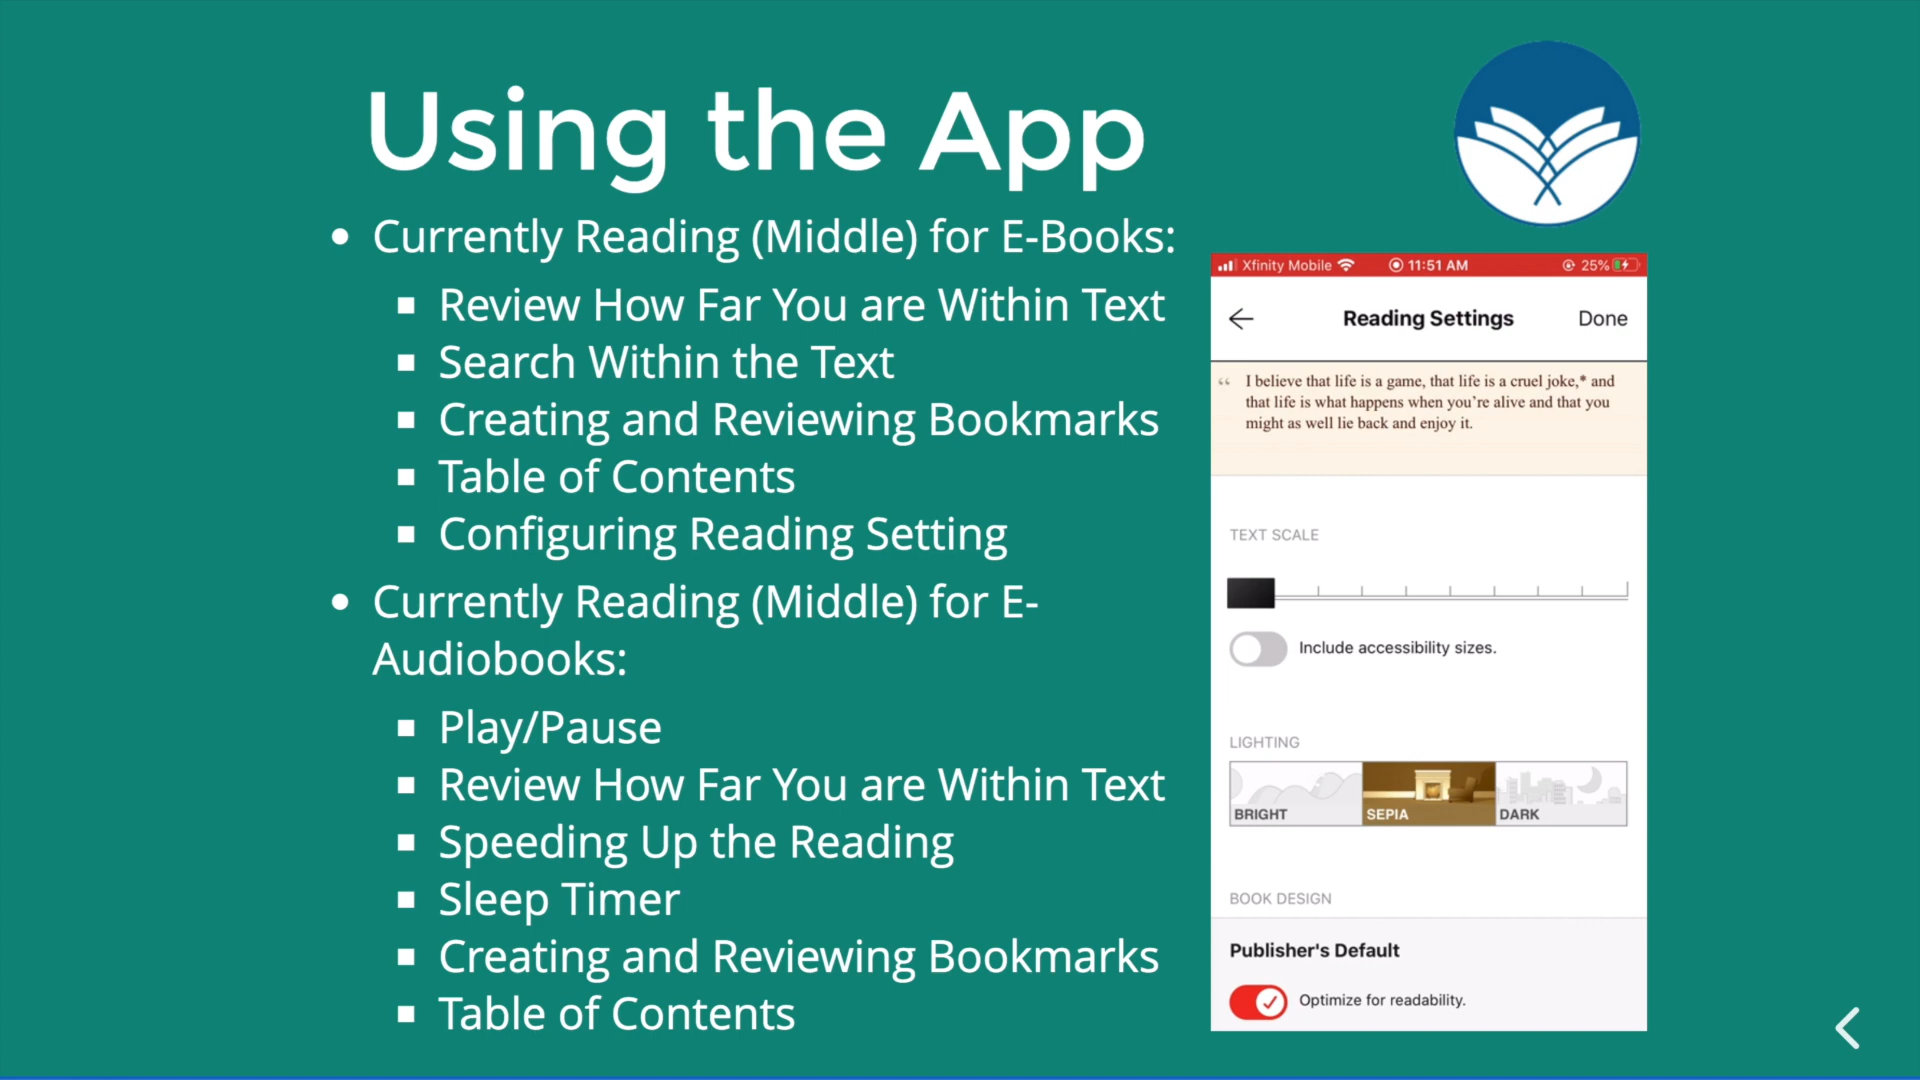 Using the App
Currently Reading (Middle) for E-Books:
Review How Far You are Within Text
Search Within the Text
Creating and Reviewing Bookmarks
Table of Contents
Configuring Reading Setting
Currently Reading (Middle) for E-
Audiobooks:
Play/Pause
Review How Far You are Within Text
Speeding Up the Reading
Sleep Timer
Creating and Reviewing Bookmarks
Table of Contents
Xfinity Mobile 11:51 AM 25%
Reading Settings Done
“ I believe that life is a game, that life is a cruel joke,* and
that life is what happens when you’re alive and that you
might as well lie back and enjoy it.
TEXT SCALE
Include accessibility sizes.
LIGHTING
BRIGHT SEPIA DARK
BOOK DESIGN
Publisher's Default
Optimize for readability.